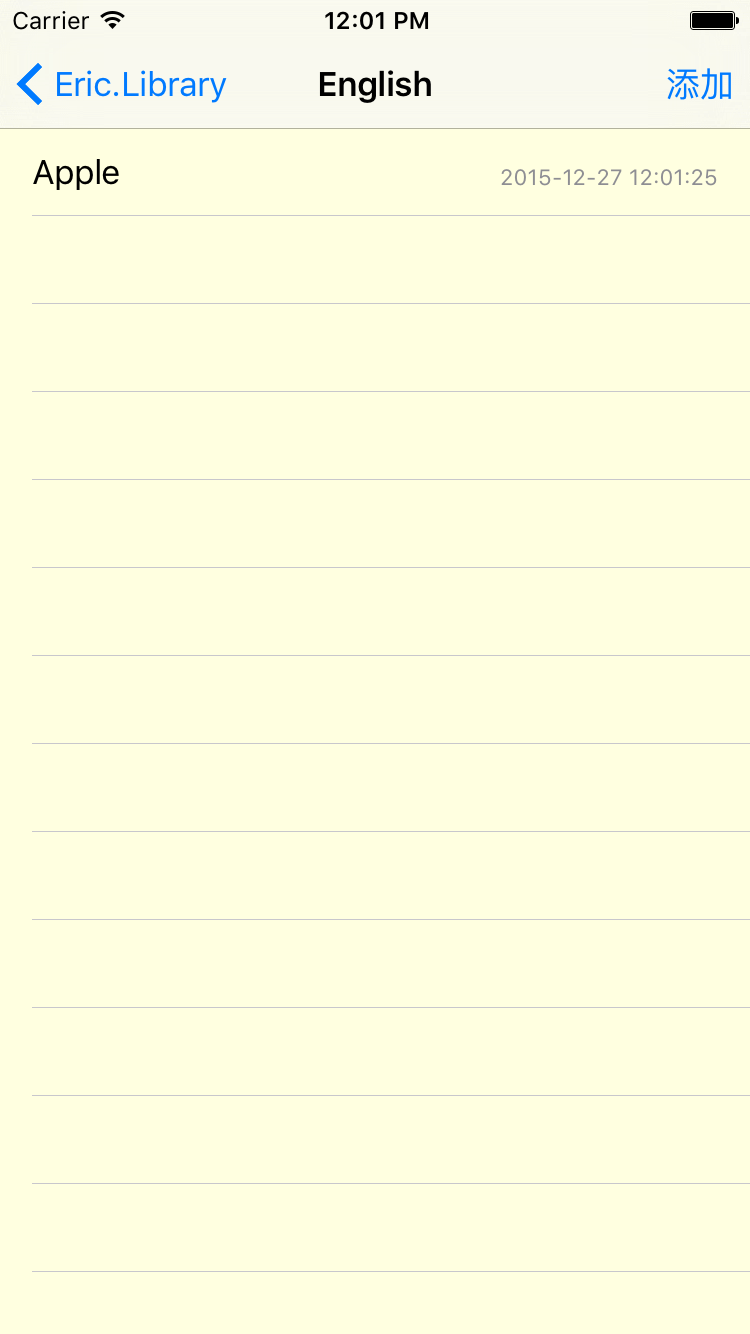 Carrier 12:01 PM
Eric.Library English 添加
Apple 2015-12-27 12:01:25